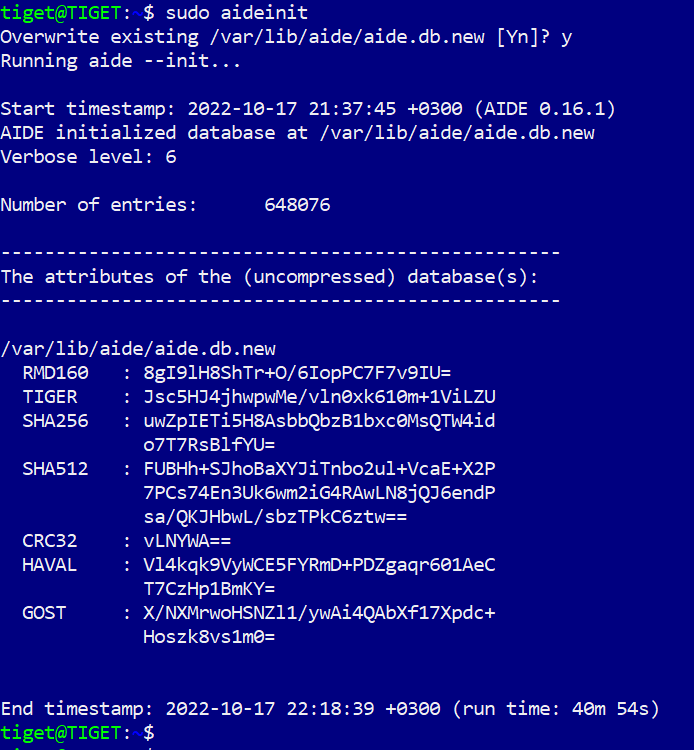 tiget@TIGET:~$ sudo aideinit
Overwrite existing /var/lib/aide/aide.db.new [Yn]? y
Running aide --init...
Start timestamp: 2022-10-17 21:37:45 +0300 (AIDE 0.16.1)
AIDE initialized database at /var/lib/aide/aide.db.new
Verbose level: 6
Number of entries:      648076
---------------------------------------------------
The attributes of the (uncompressed) database(s):
---------------------------------------------------
/var/lib/aide/aide.db.new
  RMD160   : 8gI9lH8ShTr+O/6IopPC7F7v9IU=
  TIGER    : Jsc5HJ4jhwpwMe/vln0xk610m+1ViLZU
  SHA256   : uwZpIETi5H8AsbbQbzB1bxc0MsQTW4id
             o7T7RsBlfYU=
  SHA512   : FUBHh+SJhoBaXYJiTnbo2ul+VcaE+X2P
             7PCs74En3Uk6wm2iG4RAwLN8jQJ6endP
             sa/QKJHbwL/sbzTPkC6ztw==
  CRC32    : vLNYWA==
  HAVAL    : Vl4kqk9VyWCE5FYRmD+PDZgaqr601AeC
             T7CzHp1BmKY=
  GOST     : X/NXMrwoHSNZl1/ywAi4QAbXf17Xpdc+
             Hoszk8vs1m0=
End timestamp: 2022-10-17 22:18:39 +0300 (run time: 40m 54s)
tiget@TIGET:~$